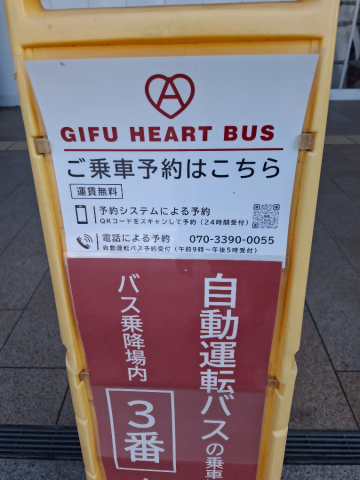 A
GIFU HEART BUS
ご乗車予約はこちら
運賃無料
予約システムによる予約
QRコードをスキャンして予約(24時間受付)
電話による予約 070-3390-0055
自動運転バス予約受付(午前9時~午後5時受付)
自動運転バスの乗車
バス乗降場内
3番